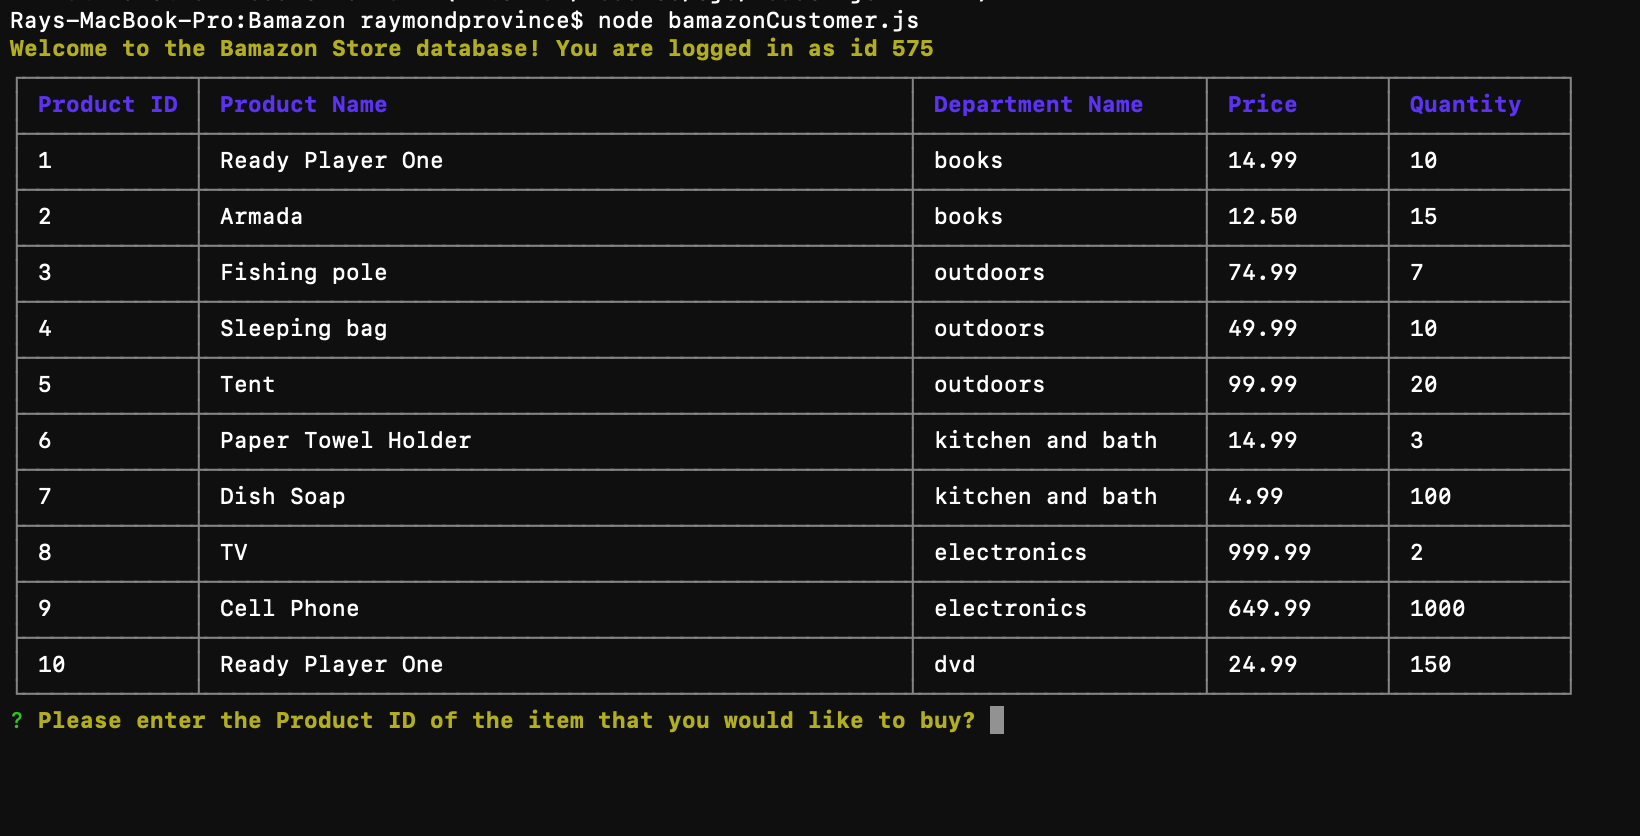 Rays-MacBook-Pro:Bamazon raymondprovince$ node bamazonCustomer.js
Welcome to the Bamazon Store database! You are logged in as id 575
Product ID Product Name Department Name Price Quantity
1 Ready Player One books 14.99 10
2 Armada books 12.50 15
3 Fishing pole outdoors 74.99 7
4 Sleeping bag outdoors 49.99 10
5 Tent outdoors 99.99 20
6 Paper Towel Holder kitchen and bath 14.99 3
7 Dish Soap kitchen and bath 4.99 100
8 TV electronics 999.99 2
9 Cell Phone electronics 649.99 1000
10 Ready Player One dvd 24.99 150
? Please enter the Product ID of the item that you would like to buy?